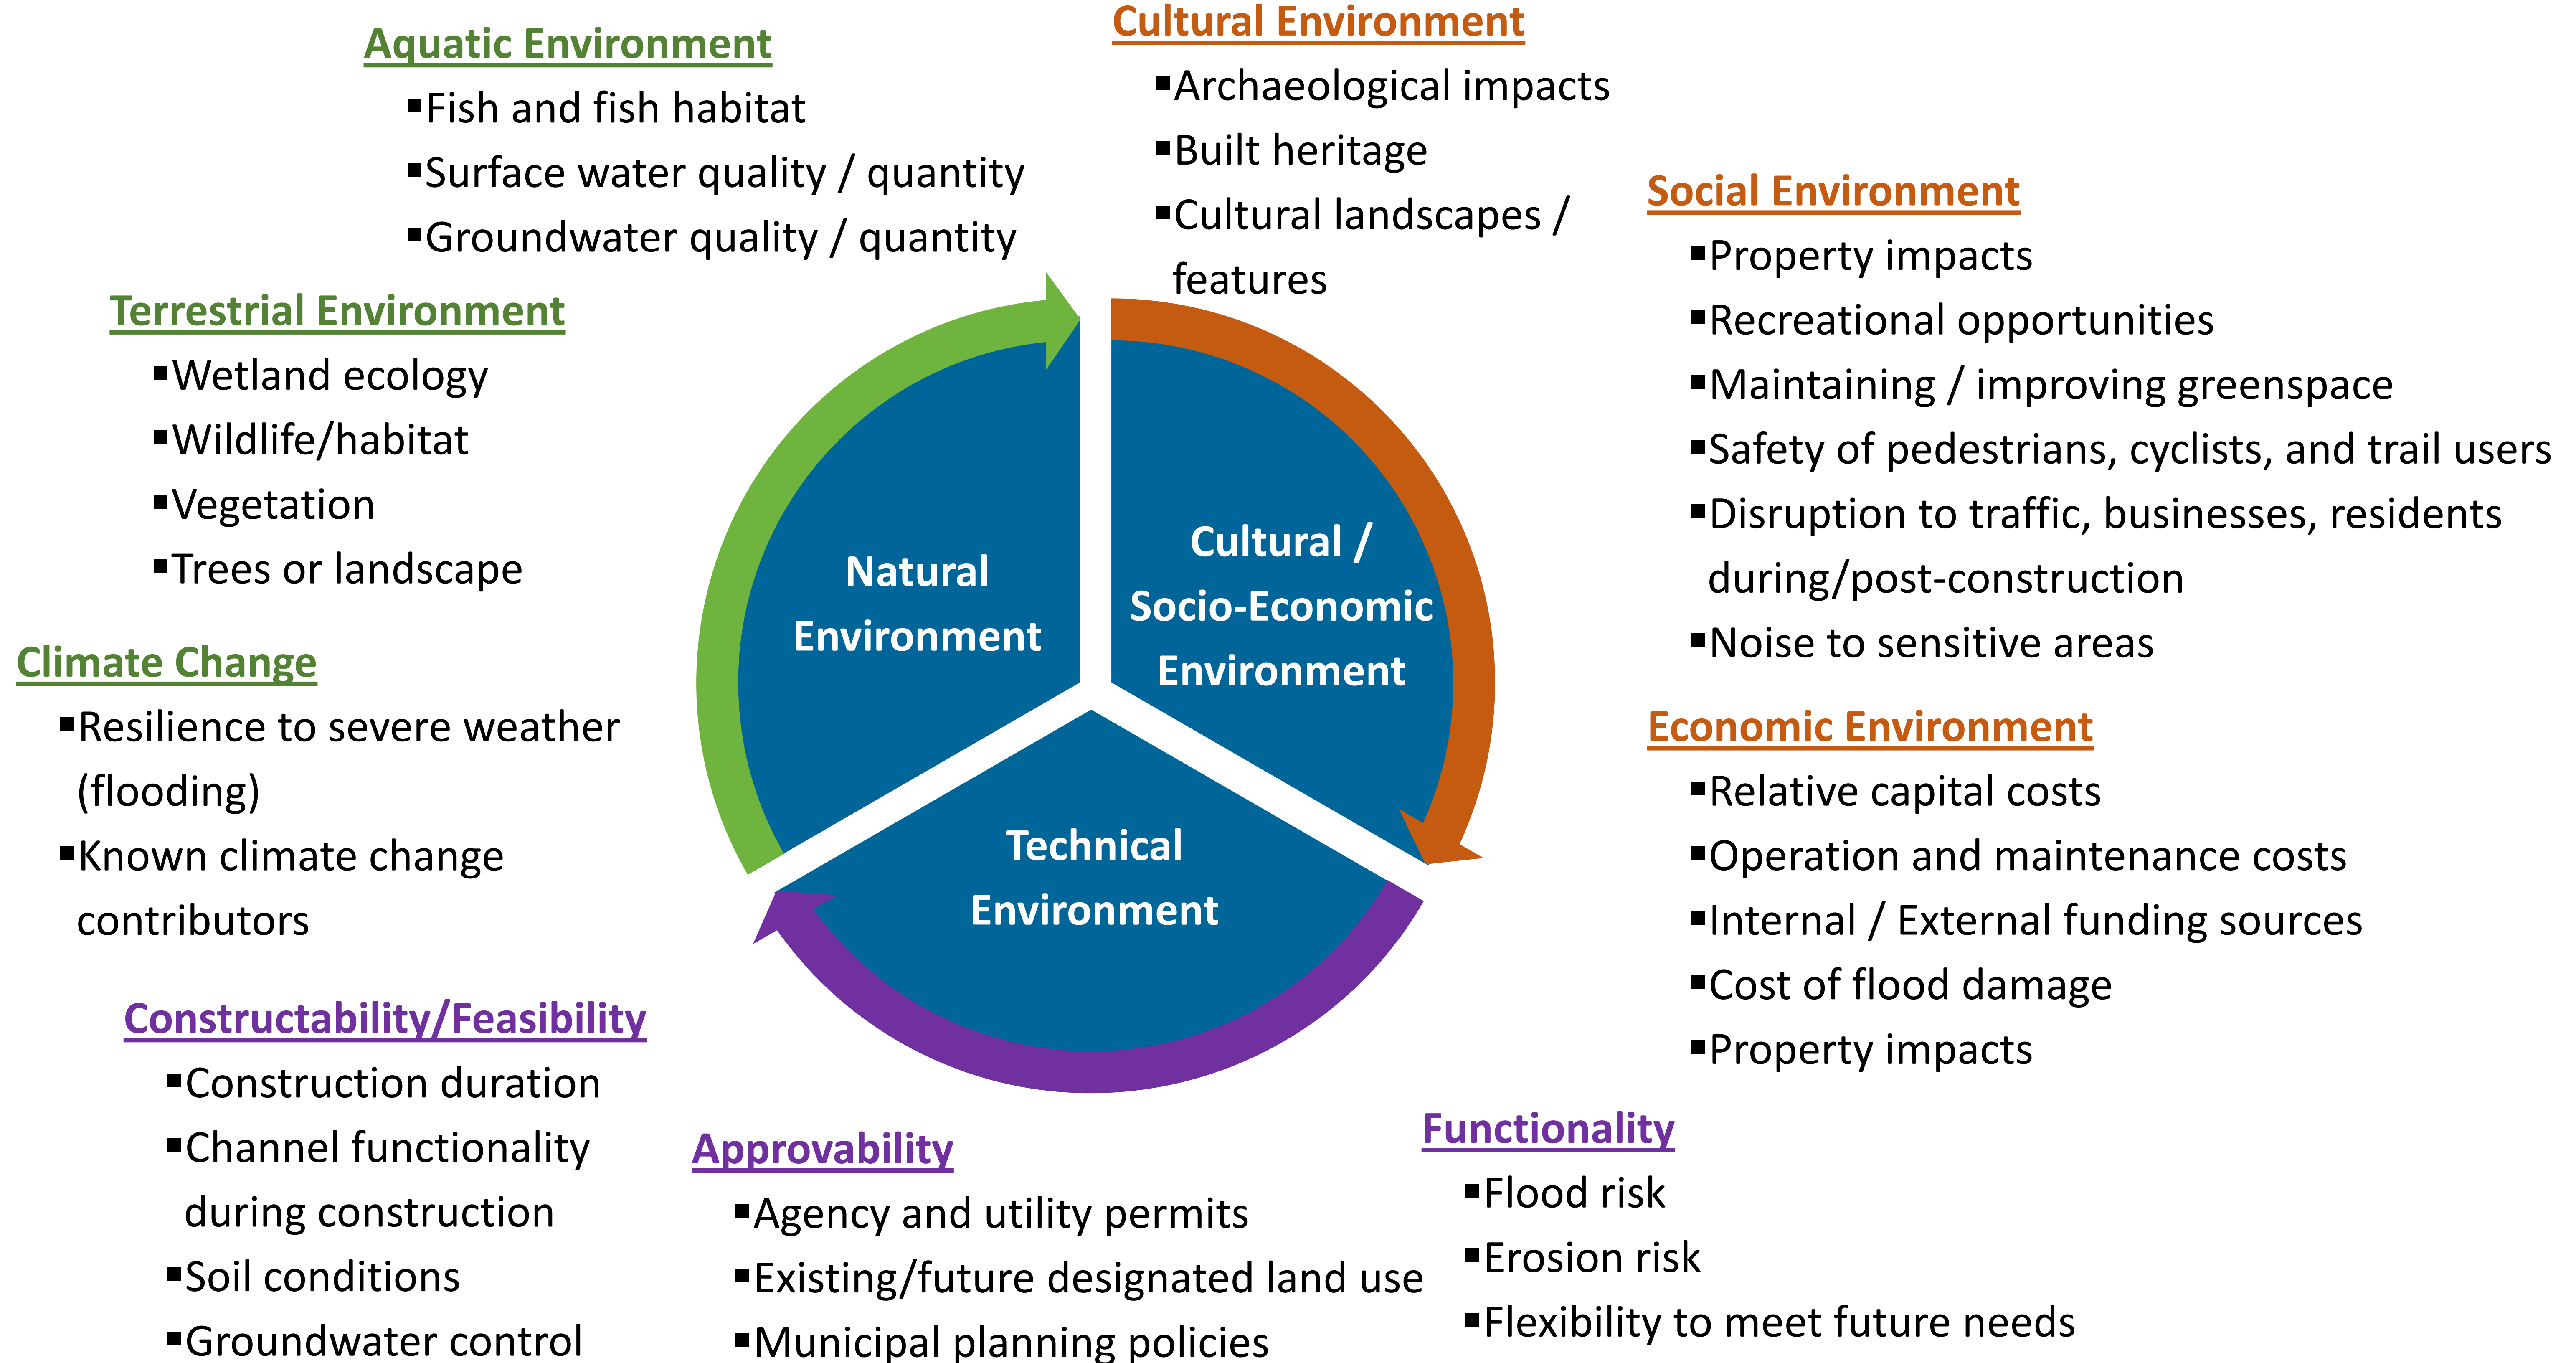 Aquatic Environment
▪Fish and fish habitat
▪Surface water quality / quantity
▪Groundwater quality / quantity
Terrestrial Environment
▪Wetland ecology
▪Wildlife/habitat
▪Vegetation
▪Trees or landscape
Climate Change
▪Resilience to severe weather
(flooding)
▪Known climate change
contributors
Constructability/Feasibility
▪Construction duration
▪Channel functionality
during construction
▪Soil conditions
▪Groundwater control
Natural
Environment
Cultural /
Socio-Economic
Environment
Technical
Environment
Approvability
▪Agency and utility permits
▪Existing/future designated land use
▪Municipal planning policies
Cultural Environment
▪Archaeological impacts
▪Built heritage
▪Cultural landscapes /
features
Social Environment
▪Property impacts
▪Recreational opportunities
▪Maintaining / improving greenspace
▪Safety of pedestrians, cyclists, and trail users
▪Disruption to traffic, businesses, residents
during/post-construction
▪Noise to sensitive areas
Economic Environment
▪Relative capital costs
▪Operation and maintenance costs
▪Internal / External funding sources
▪Cost of flood damage
▪Property impacts
Functionality
▪Flood risk
▪Erosion risk
▪Flexibility to meet future needs